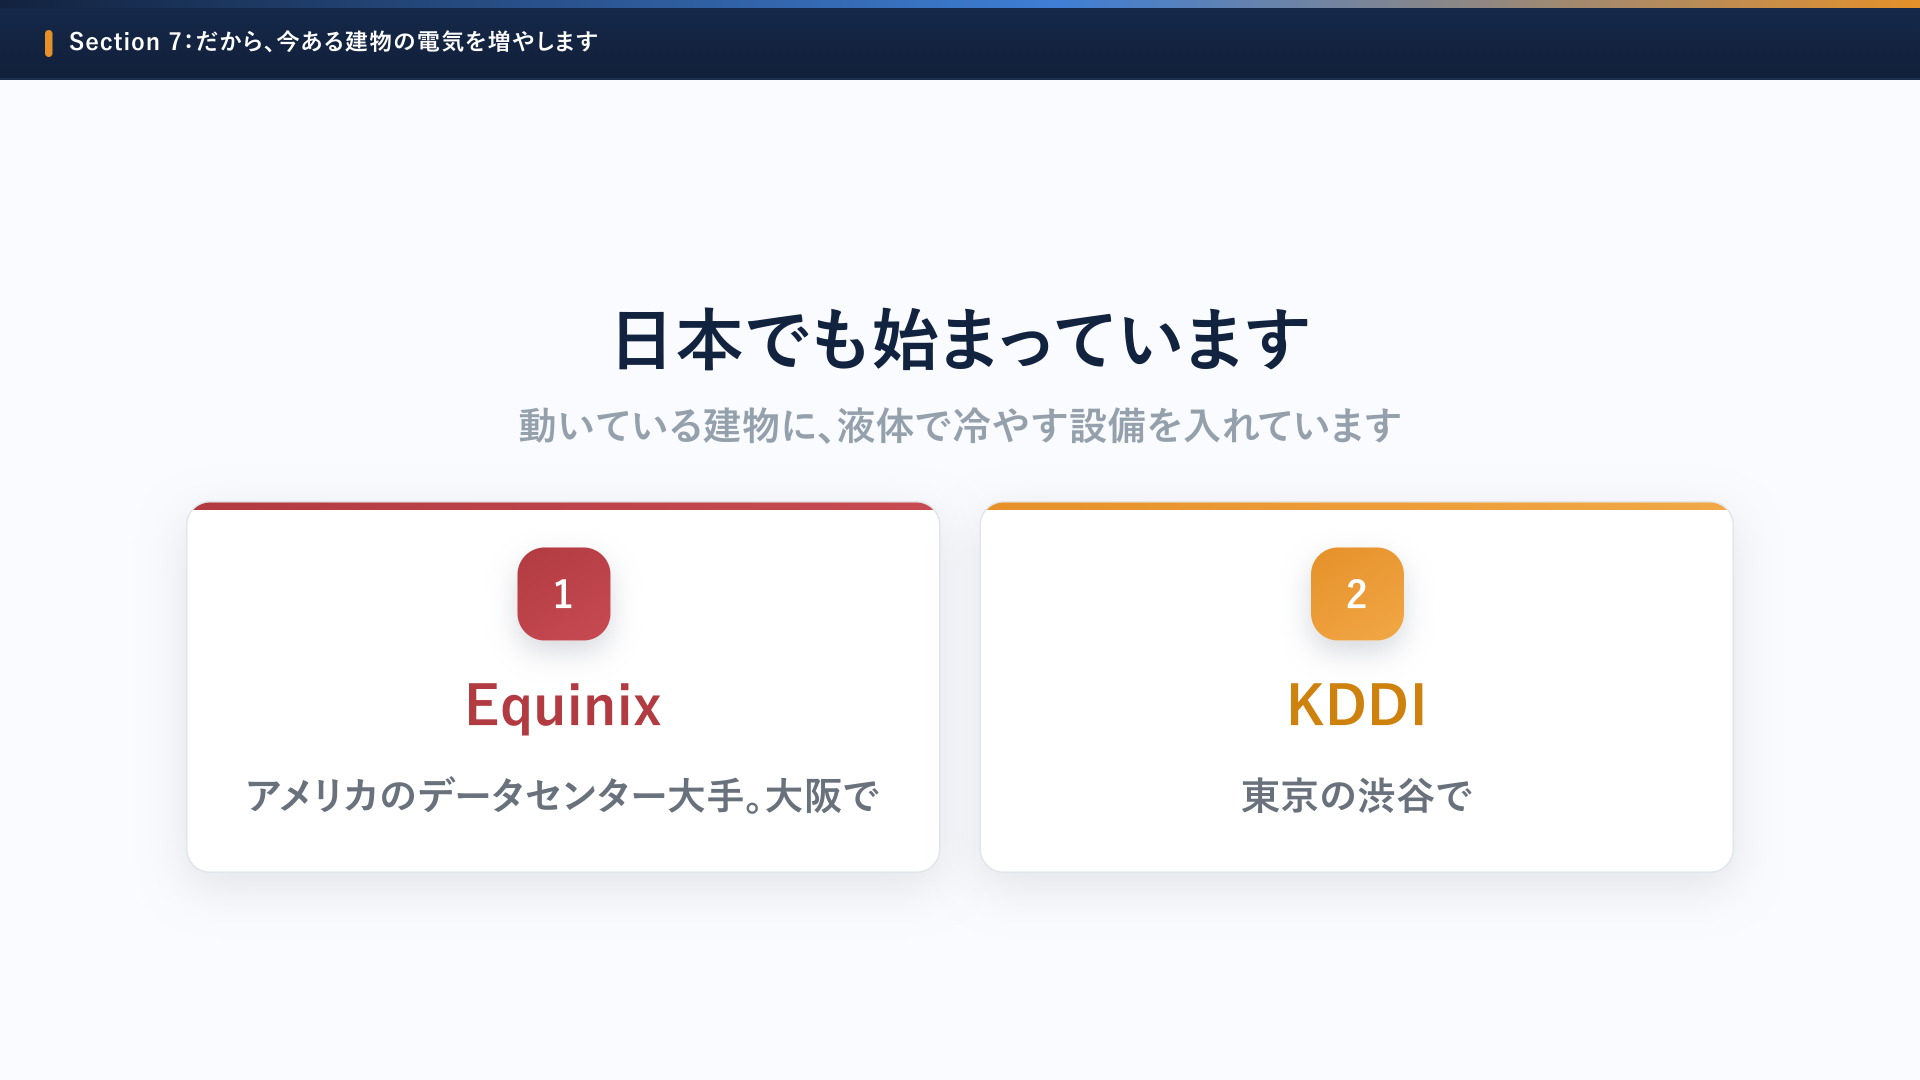 Section 7：だから、今ある建物の電気を増やします
日本でも始まっています
動いている建物に、液体で冷やす設備を入れています
1
Equinix
アメリカのデータセンター大手。大阪で
2
KDDI
東京の渋谷で